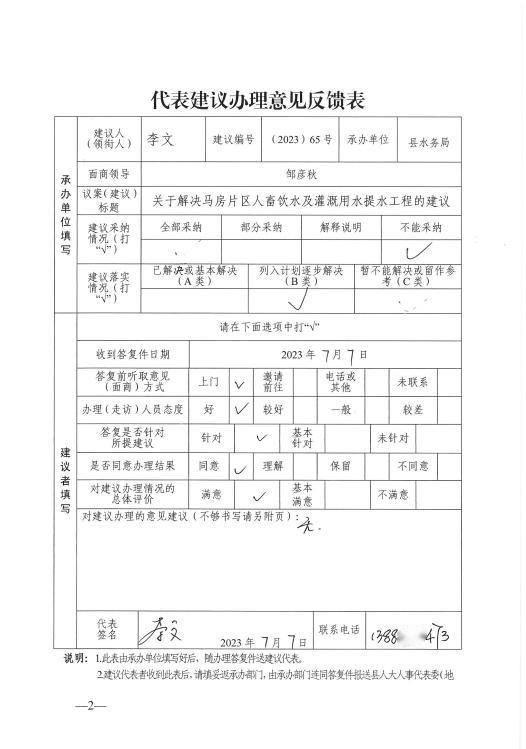 代表建议办理意见反馈表
承办单位填写
建议人（领衔人） 李文 建议编号 （2023）65号 承办单位 县水务局
面商领导 邹彦秋
议案（建议）标题 关于解决马房片区人畜饮水及灌溉用水提水工程的建议
建议采纳情况（打“√”） 全部采纳 部分采纳 解释说明 不能采纳
√
建议落实情况（打“√”） 已解决或基本解决（A类） 列入计划逐步解决（B类） 暂不能解决或留作参考（C类）
√
建议者填写
请在下面选项中打“√”
收到答复件日期 2023年7月7日
答复前听取意见（面商）方式 上门 √ 邀请前往 电话或其他 未联系
办理（走访）人员态度 好 √ 较好 一般 较差
答复是否针对所提建议 针对 √ 基本针对 未针对
是否同意办理结果 同意 √ 理解 保留 不同意
对建议办理情况的总体评价 满意 √ 基本满意 不满意
对建议办理的意见建议（不够书写请另附页）：无.
代表签名 李文 2023年7月7日 联系电话 1388 413
说明：1.此表由承办单位填写好后，随办理答复件送建议代表。
2.建议代表者收到此表后，请填妥返承办部门，由承办部门连同答复件报送县人大人事代表委（地
—2—